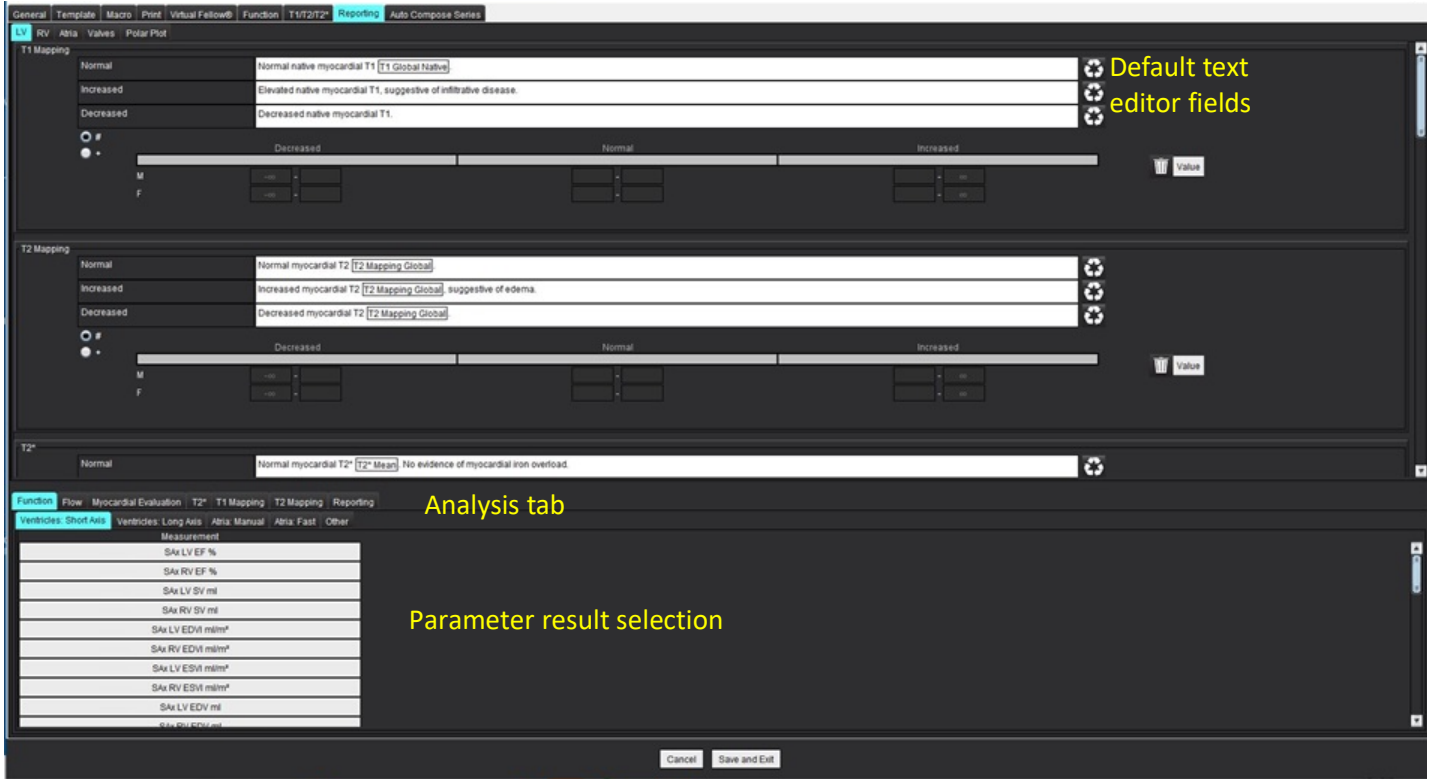 General Template Macro Print Virtual Fellow® Function T1/T2/T2* Reporting Auto Compose Series
LV RV Atria Valves Polar Plot
T1 Mapping
Normal Normal native myocardial T1 T1 Global Native.
Increased Elevated native myocardial T1, suggestive of infiltrative disease.
Decreased Decreased native myocardial T1.
Default text
editor fields
#
+
Decreased Normal Increased
Value
M -∞ - - - ∞
F -∞ - - - ∞
T2 Mapping
Normal Normal myocardial T2 T2 Mapping Global.
Increased Increased myocardial T2 T2 Mapping Global, suggestive of edema.
Decreased Decreased myocardial T2 T2 Mapping Global.
#
+
Decreased Normal Increased
Value
M -∞ - - - ∞
F -∞ - - - ∞
T2*
Normal Normal myocardial T2* T2* Mean. No evidence of myocardial iron overload.
Function Flow Myocardial Evaluation T2* T1 Mapping T2 Mapping Reporting
Analysis tab
Ventricles: Short Axis Ventricles: Long Axis Atria: Manual Atria: Fast Other
Measurement
SAx LV EF %
SAx RV EF %
SAx LV SV ml
SAx RV SV ml
Parameter result selection
SAx LV EDVI ml/m²
SAx RV EDVI ml/m²
SAx LV ESVI ml/m²
SAx RV ESVI ml/m²
SAx LV EDV ml
SAx RV EDV ml
Cancel Save and Exit